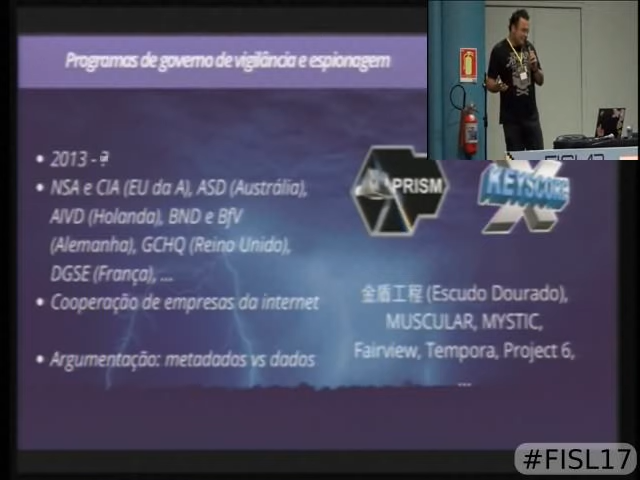 Programas de governo de vigilância e espionagem
• 2013 - ?
• NSA e CIA (EU da A), ASD (Austrália),
AIVD (Holanda), BND e BfV
(Alemanha), GCHQ (Reino Unido),
DGSE (França), ...
• Cooperação de empresas da internet
• Argumentação: metadados vs dados
PRISM
X
KEYSCORE
金盾工程 (Escudo Dourado),
MUSCULAR, MYSTIC,
Fairview, Tempora, Project 6,
...
FISL17
#FISL17